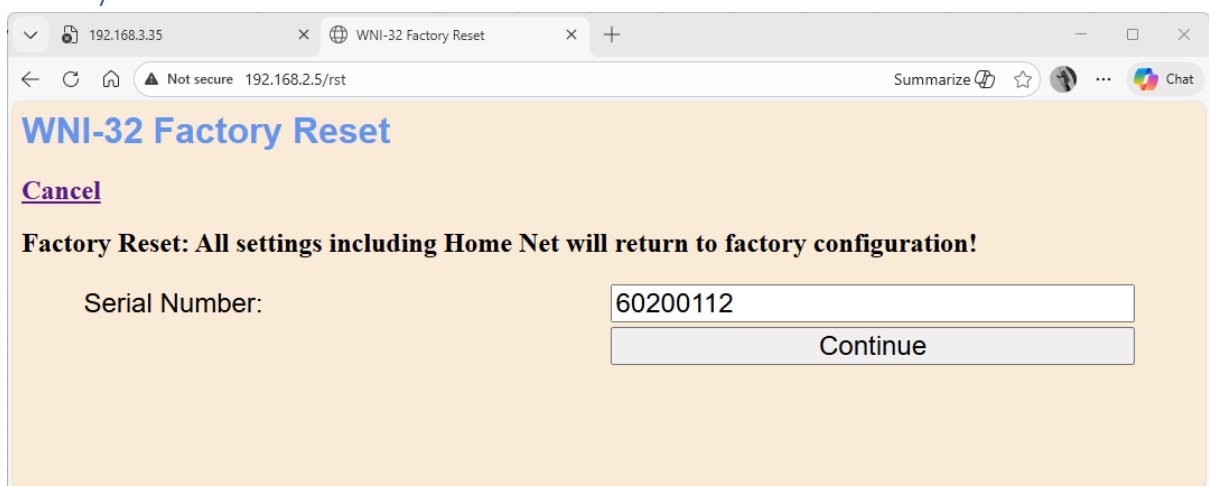 192.168.3.35
WNI-32 Factory Reset
Not secure 192.168.2.5/rst
Summarize
Chat
WNI-32 Factory Reset
Cancel
Factory Reset: All settings including Home Net will return to factory configuration!
Serial Number: 60200112
Continue